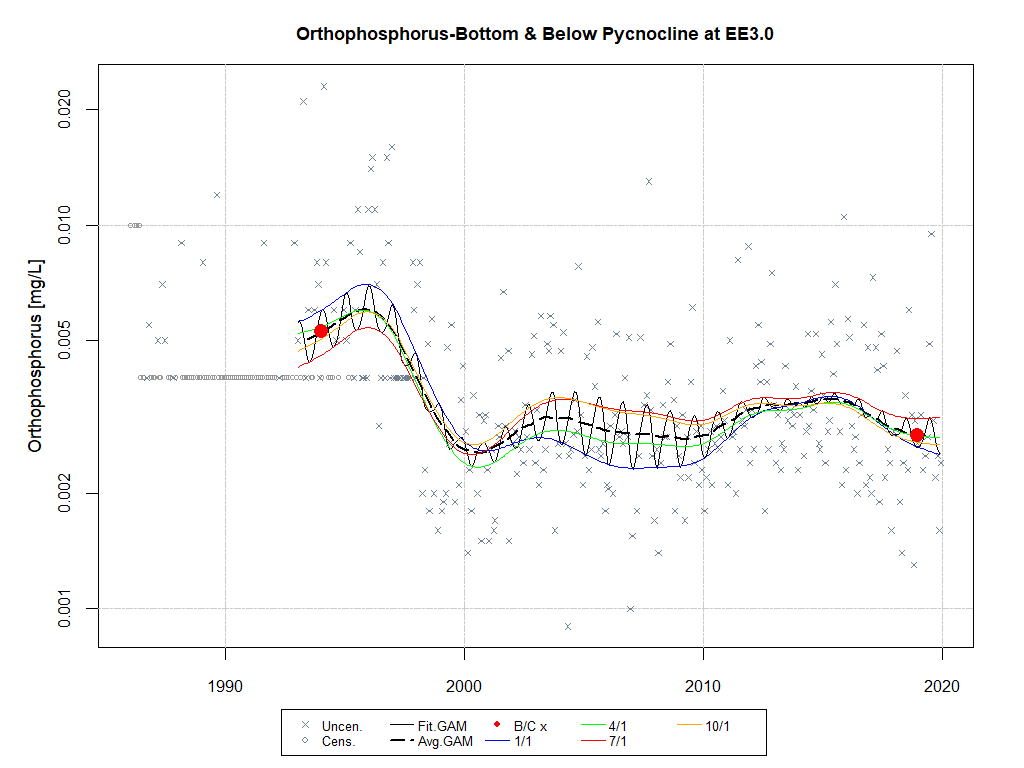 Orthophosphorus-Bottom & Below Pycnocline at EE3.0
Orthophosphorus [mg/L]
0.020
0.010
0.005
0.002
0.001
1990 2000 2010 2020
Uncen. Fit.GAM B/C x 4/1 10/1
Cens. Avg.GAM 1/1 7/1